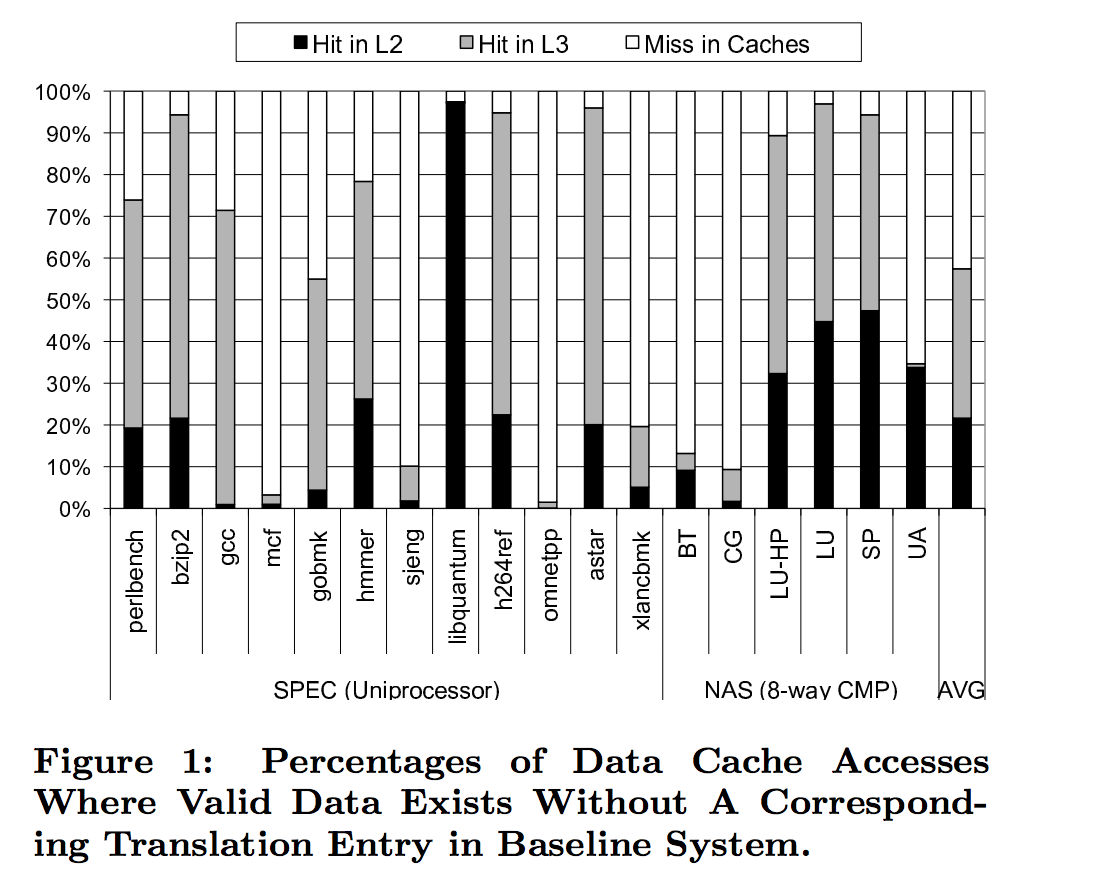 Hit in L2 Hit in L3 Miss in Caches
100%
90%
80%
70%
60%
50%
40%
30%
20%
10%
0%
perlbench
bzip2
gcc
mcf
gobmk
hmmer
sjeng
libquantum
h264ref
omnetpp
astar
xlancbmk
BT
CG
LU-HP
LU
SP
UA
SPEC (Uniprocessor) NAS (8-way CMP) AVG
Figure 1: Percentages of Data Cache Accesses
Where Valid Data Exists Without A Correspond-
ing Translation Entry in Baseline System.